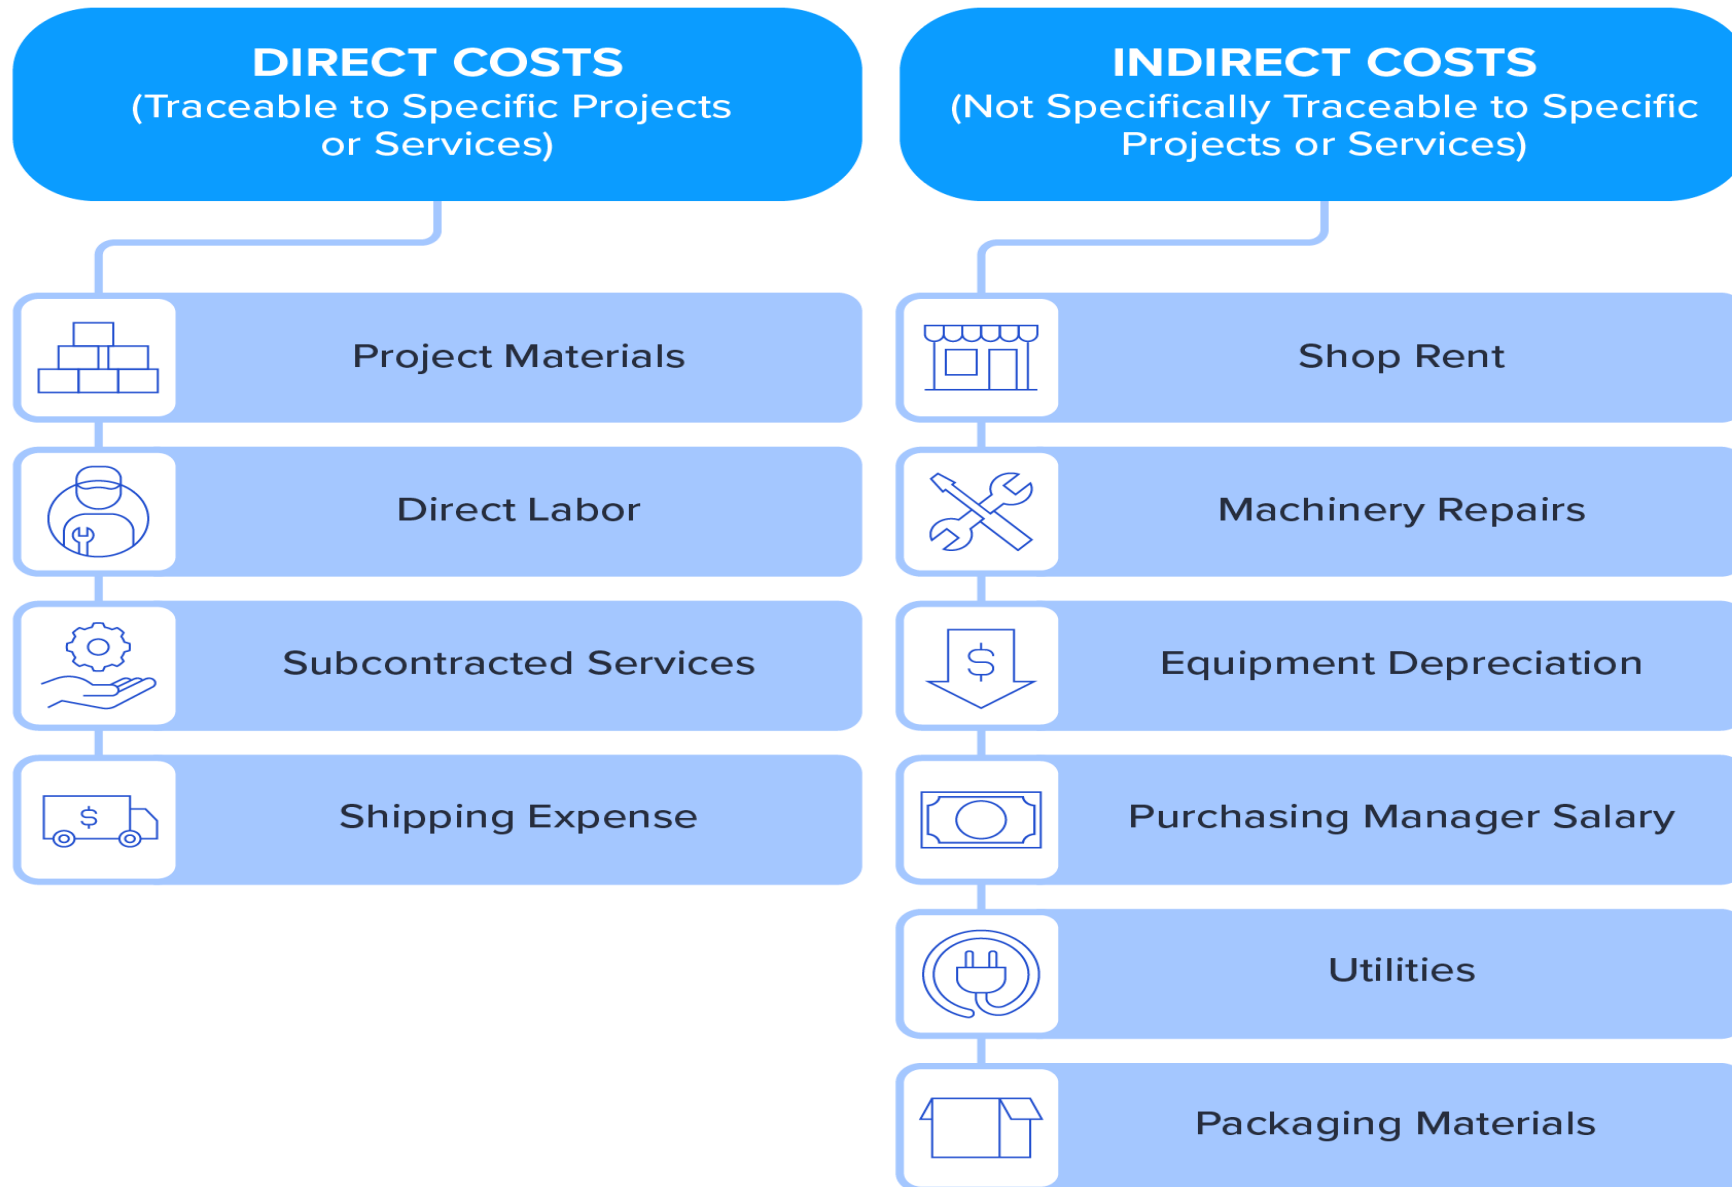 DIRECT COSTS
(Traceable to Specific Projects
or Services)
Project Materials
Direct Labor
Subcontracted Services
$
Shipping Expense
INDIRECT COSTS
(Not Specifically Traceable to Specific
Projects or Services)
Shop Rent
Machinery Repairs
$
Equipment Depreciation
Purchasing Manager Salary
Utilities
Packaging Materials